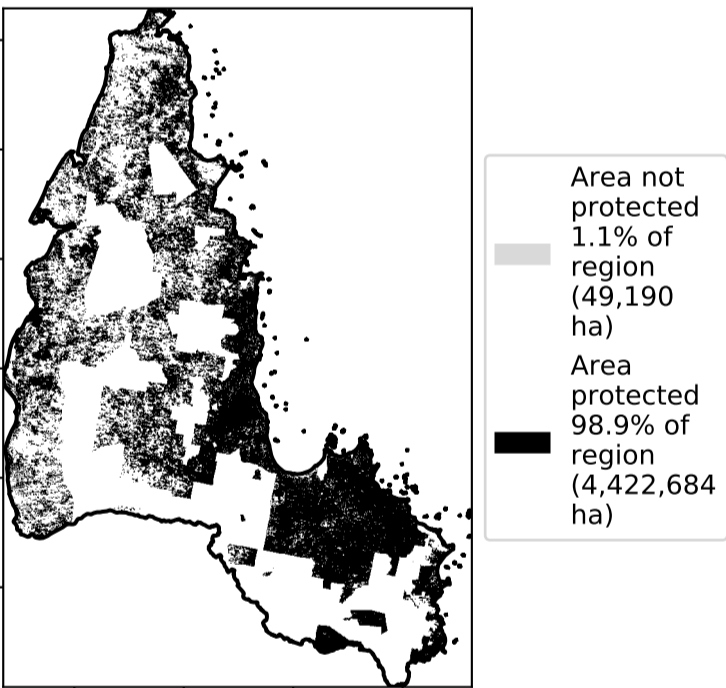 Area not
protected
1.1% of
region
(49,190
ha)
Area
protected
98.9% of
region
(4,422,684
ha)